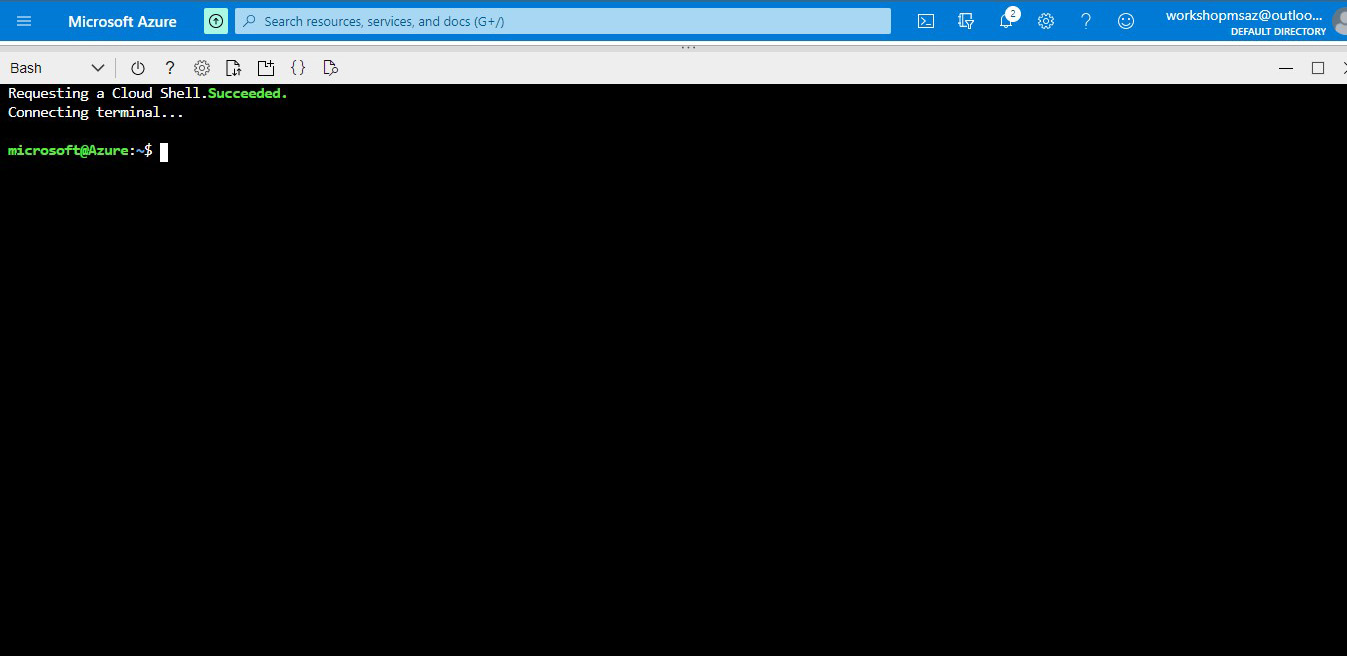 Microsoft Azure
Search resources, services, and docs (G+/)
2
workshopmsaz@outloo...
DEFAULT DIRECTORY
Bash
Requesting a Cloud Shell.Succeeded.
Connecting terminal...
microsoft@Azure:~$